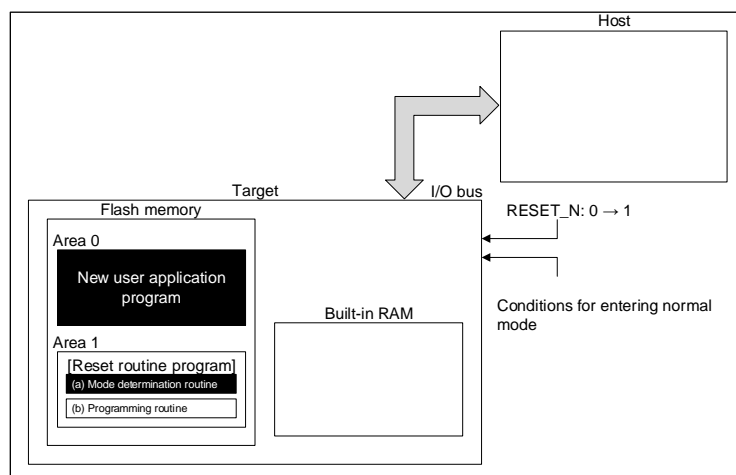 Host
Target
I/O bus
Flash memory
RESET_N: 0 → 1
Area 0
New user application
program
Conditions for entering normal
mode
Built-in RAM
Area 1
[Reset routine program]
(a) Mode determination routine
(b) Programming routine